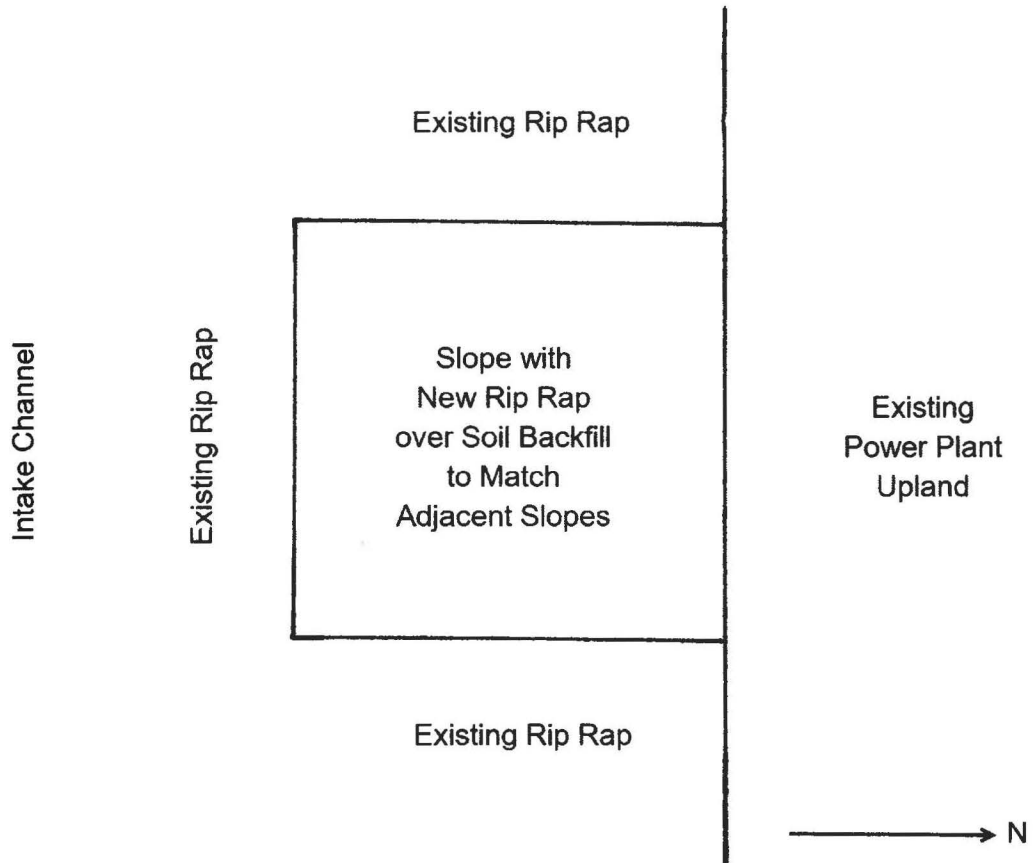 Existing Rip Rap
Intake Channel
Existing Rip Rap
Slope with
New Rip Rap
over Soil Backfill
to Match
Adjacent Slopes
Existing
Power Plant
Upland
Existing Rip Rap
N